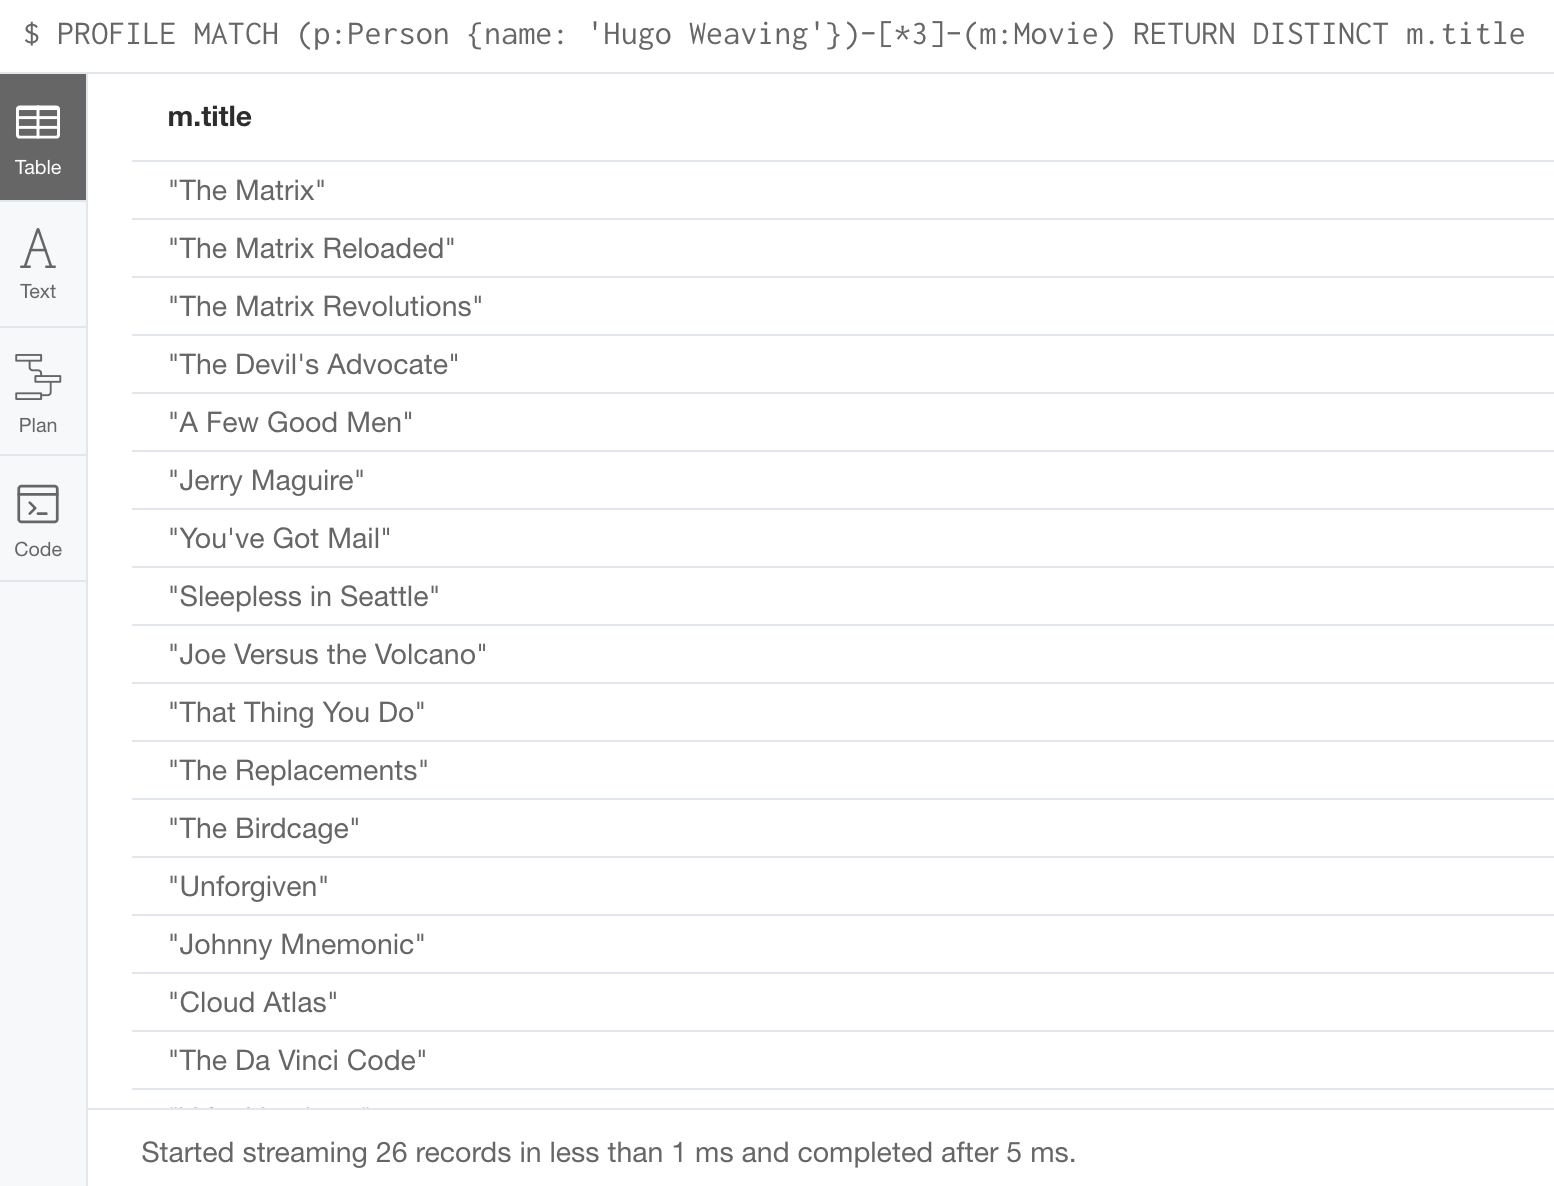 $ PROFILE MATCH (p:Person {name: 'Hugo Weaving'})-[*3]-(m:Movie) RETURN DISTINCT m.title
Table
Text
Plan
Code
m.title
"The Matrix"
"The Matrix Reloaded"
"The Matrix Revolutions"
"The Devil's Advocate"
"A Few Good Men"
"Jerry Maguire"
"You've Got Mail"
"Sleepless in Seattle"
"Joe Versus the Volcano"
"That Thing You Do"
"The Replacements"
"The Birdcage"
"Unforgiven"
"Johnny Mnemonic"
"Cloud Atlas"
"The Da Vinci Code"
Started streaming 26 records in less than 1 ms and completed after 5 ms.